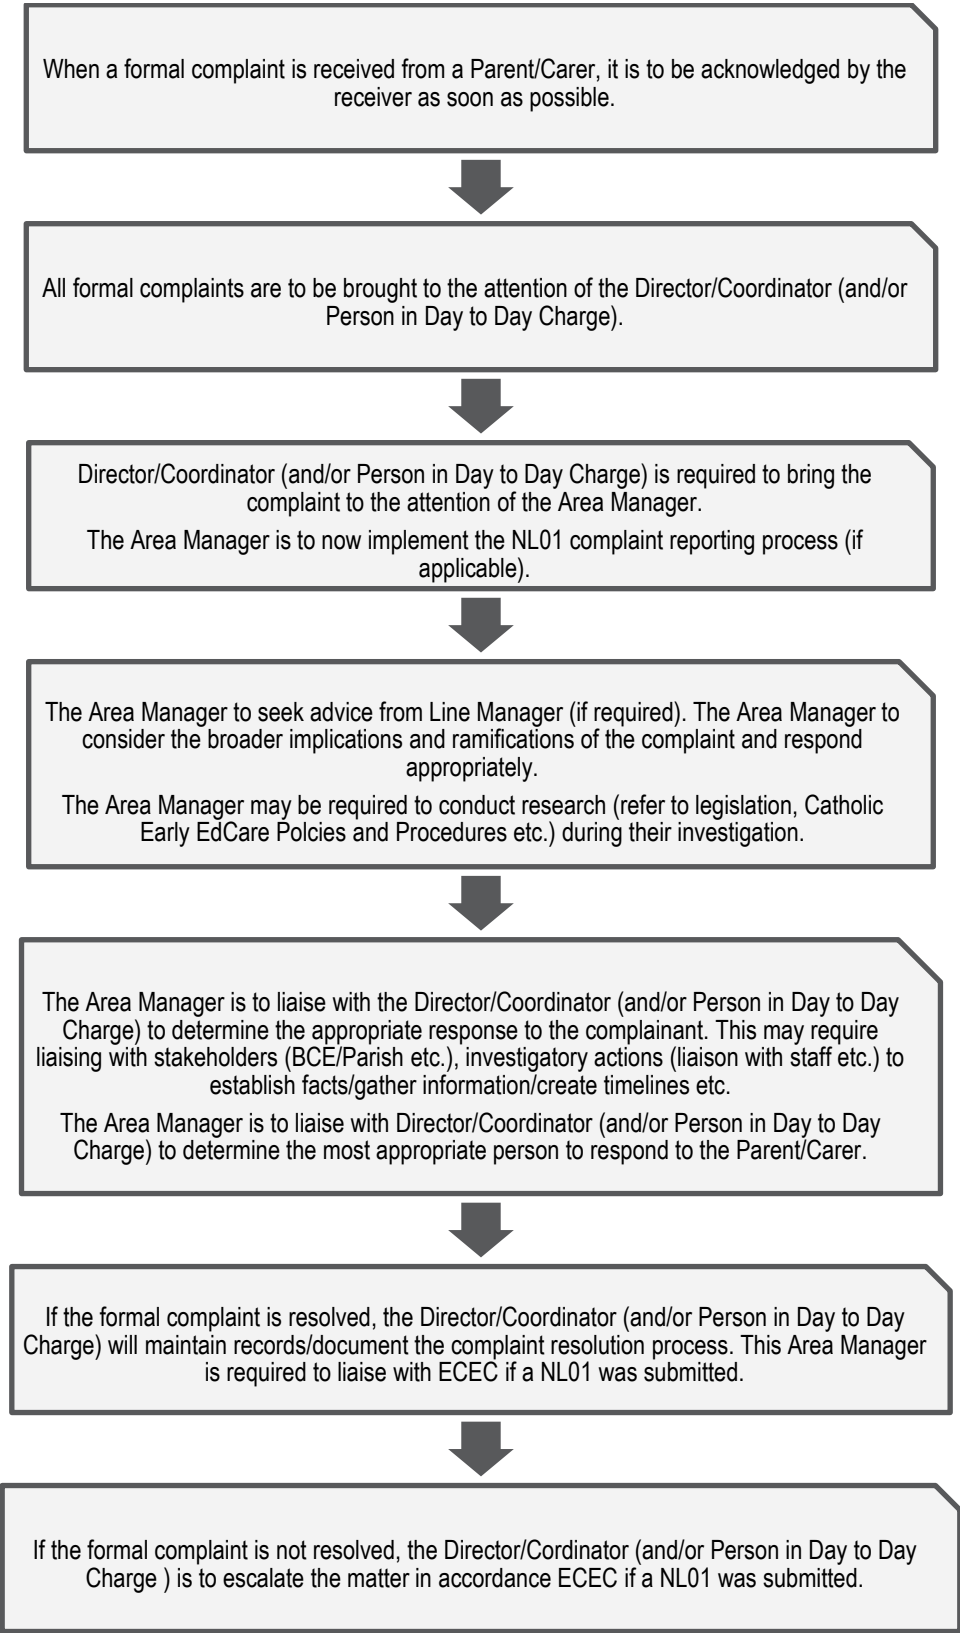 When a formal complaint is received from a Parent/Carer, it is to be acknowledged by the
receiver as soon as possible.
All formal complaints are to be brought to the attention of the Director/Coordinator (and/or
Person in Day to Day Charge).
Director/Coordinator (and/or Person in Day to Day Charge) is required to bring the
complaint to the attention of the Area Manager.
The Area Manager is to now implement the NL01 complaint reporting process (if
applicable).
The Area Manager to seek advice from Line Manager (if required). The Area Manager to
consider the broader implications and ramifications of the complaint and respond
appropriately.
The Area Manager may be required to conduct research (refer to legislation, Catholic
Early EdCare Polcies and Procedures etc.) during their investigation.
The Area Manager is to liaise with the Director/Coordinator (and/or Person in Day to Day
Charge) to determine the appropriate response to the complainant. This may require
liaising with stakeholders (BCE/Parish etc.), investigatory actions (liaison with staff etc.) to
establish facts/gather information/create timelines etc.
The Area Manager is to liaise with Director/Coordinator (and/or Person in Day to Day
Charge) to determine the most appropriate person to respond to the Parent/Carer.
If the formal complaint is resolved, the Director/Coordinator (and/or Person in Day to Day
Charge) will maintain records/document the complaint resolution process. This Area Manager
is required to liaise with ECEC if a NL01 was submitted.
If the formal complaint is not resolved, the Director/Cordinator (and/or Person in Day to Day
Charge ) is to escalate the matter in accordance ECEC if a NL01 was submitted.